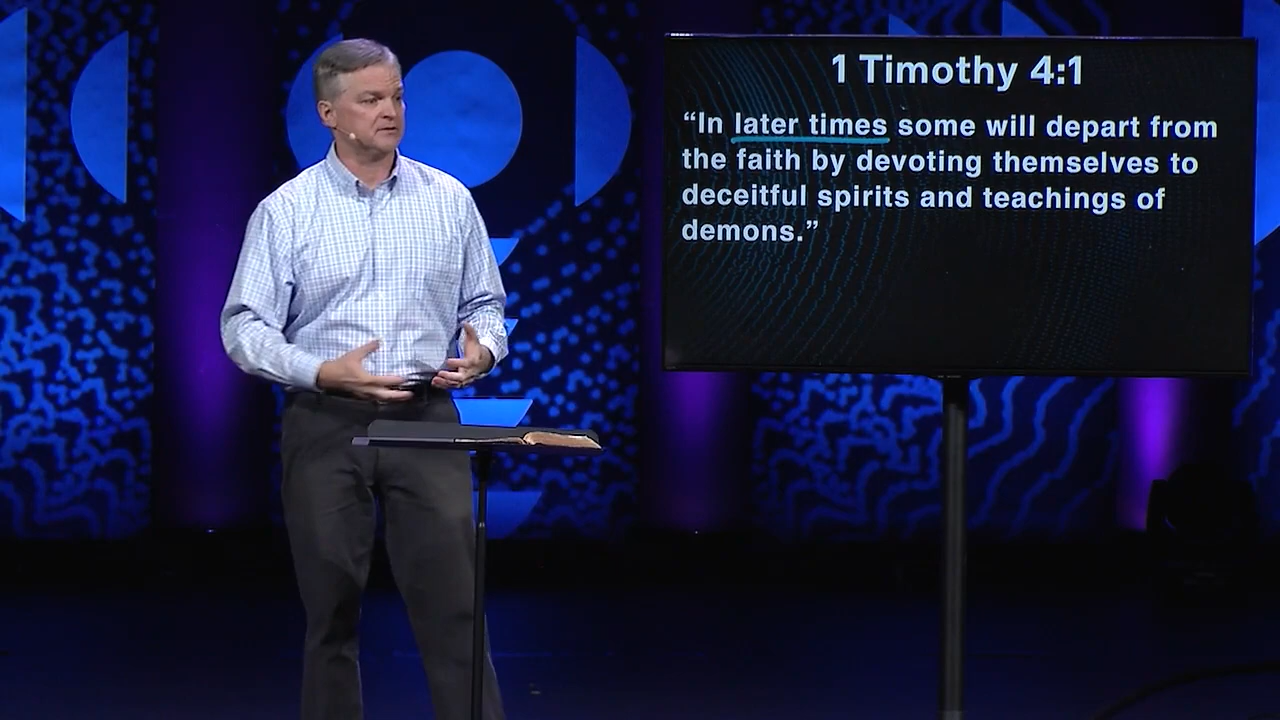 1 Timothy 4:1
“In later times some will depart from
the faith by devoting themselves to
deceitful spirits and teachings of
demons.”